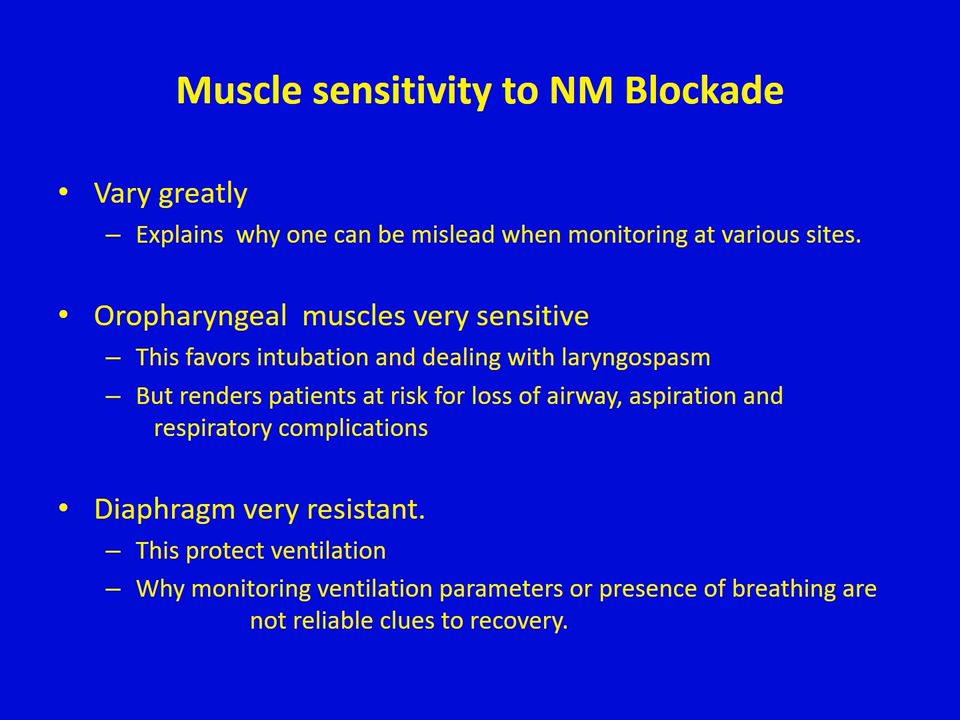 Muscle sensitivity to NM Blockade
• Vary greatly
– Explains  why one can be mislead when monitoring at various sites.
• Oropharyngeal  muscles very sensitive
– This favors intubation and dealing with laryngospasm
– But renders patients at risk for loss of airway, aspiration and
respiratory complications
• Diaphragm very resistant.
– This protect ventilation
– Why monitoring ventilation parameters or presence of breathing are
not reliable clues to recovery.